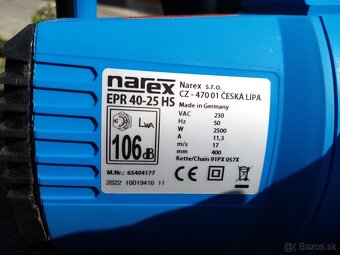 narex
EPR 40-25 HS
Narex s.r.o.
CZ - 470 01 ČESKÁ LÍPA
Made in Germany
VAC 230
Hz 50
W 2500
A 11,3
m/s 17
mm 400
Kette/Chain 91PX 057X
LWA
106dB
M.Nr.: 65404177
2022 10019416 11
CE
EAC
© Bazos.sk